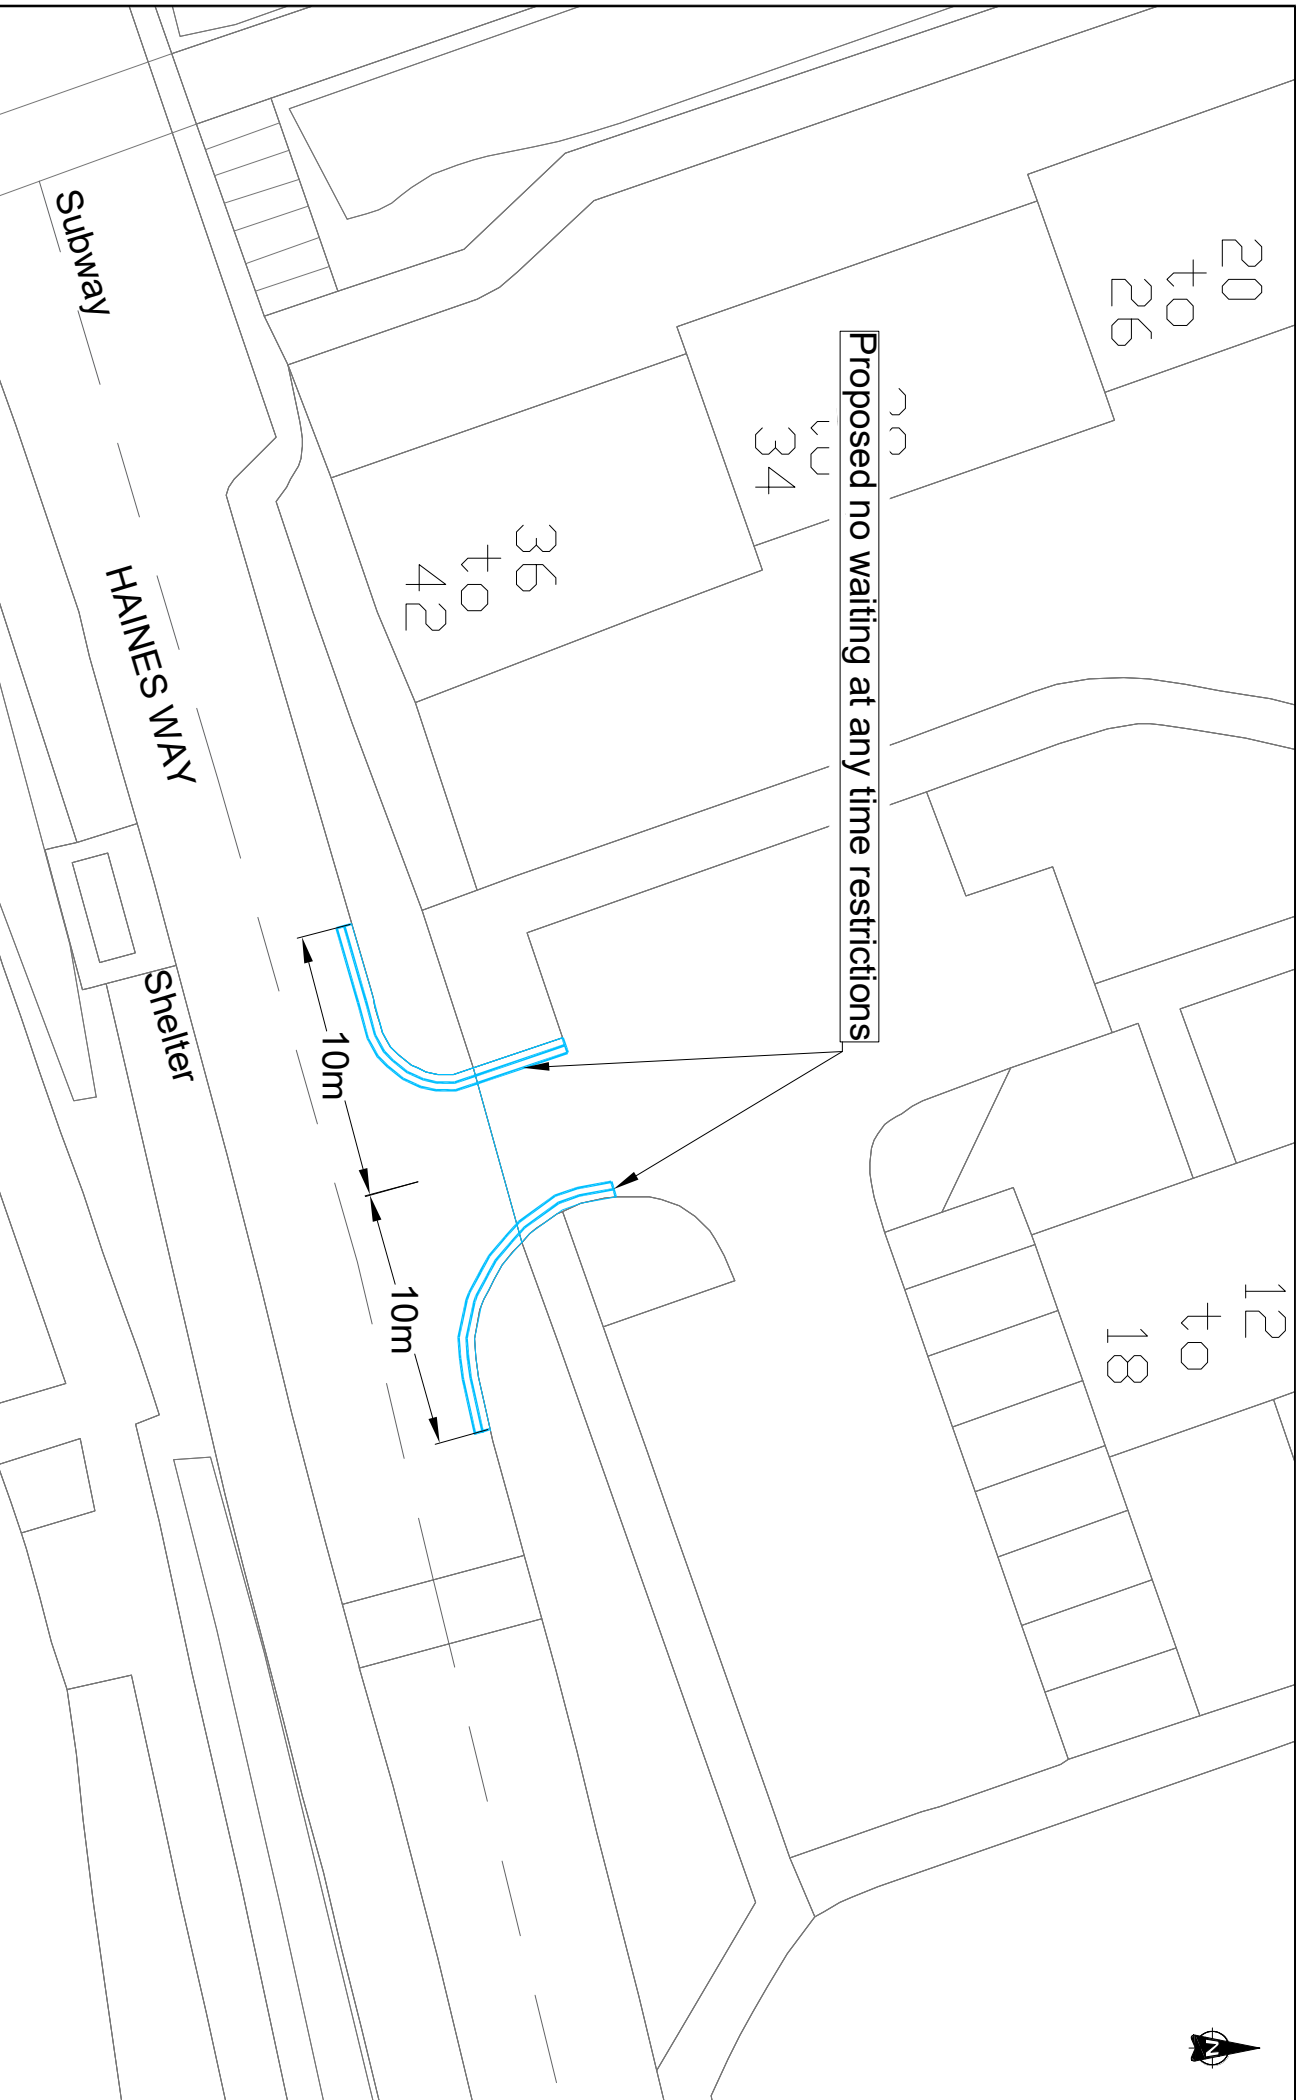 20
to
26
Proposed no waiting at any time restrictions
34
36
to
42
Subway
HAINES WAY
Shelter
10m
10m
12
to
18
N